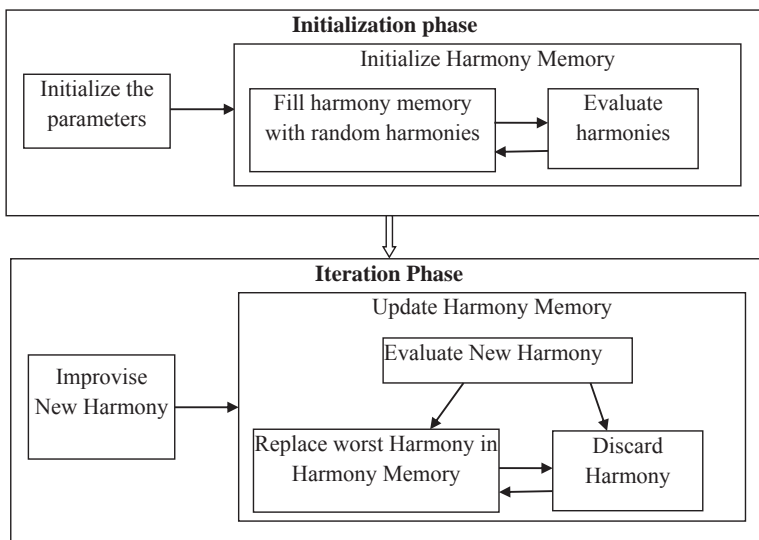 Initialization phase
Initialize Harmony Memory
Initialize the
parameters
Fill harmony memory
with random harmonies
Evaluate
harmonies
Iteration Phase
Update Harmony Memory
Evaluate New Harmony
Improvise
New Harmony
Replace worst Harmony in
Harmony Memory
Discard
Harmony